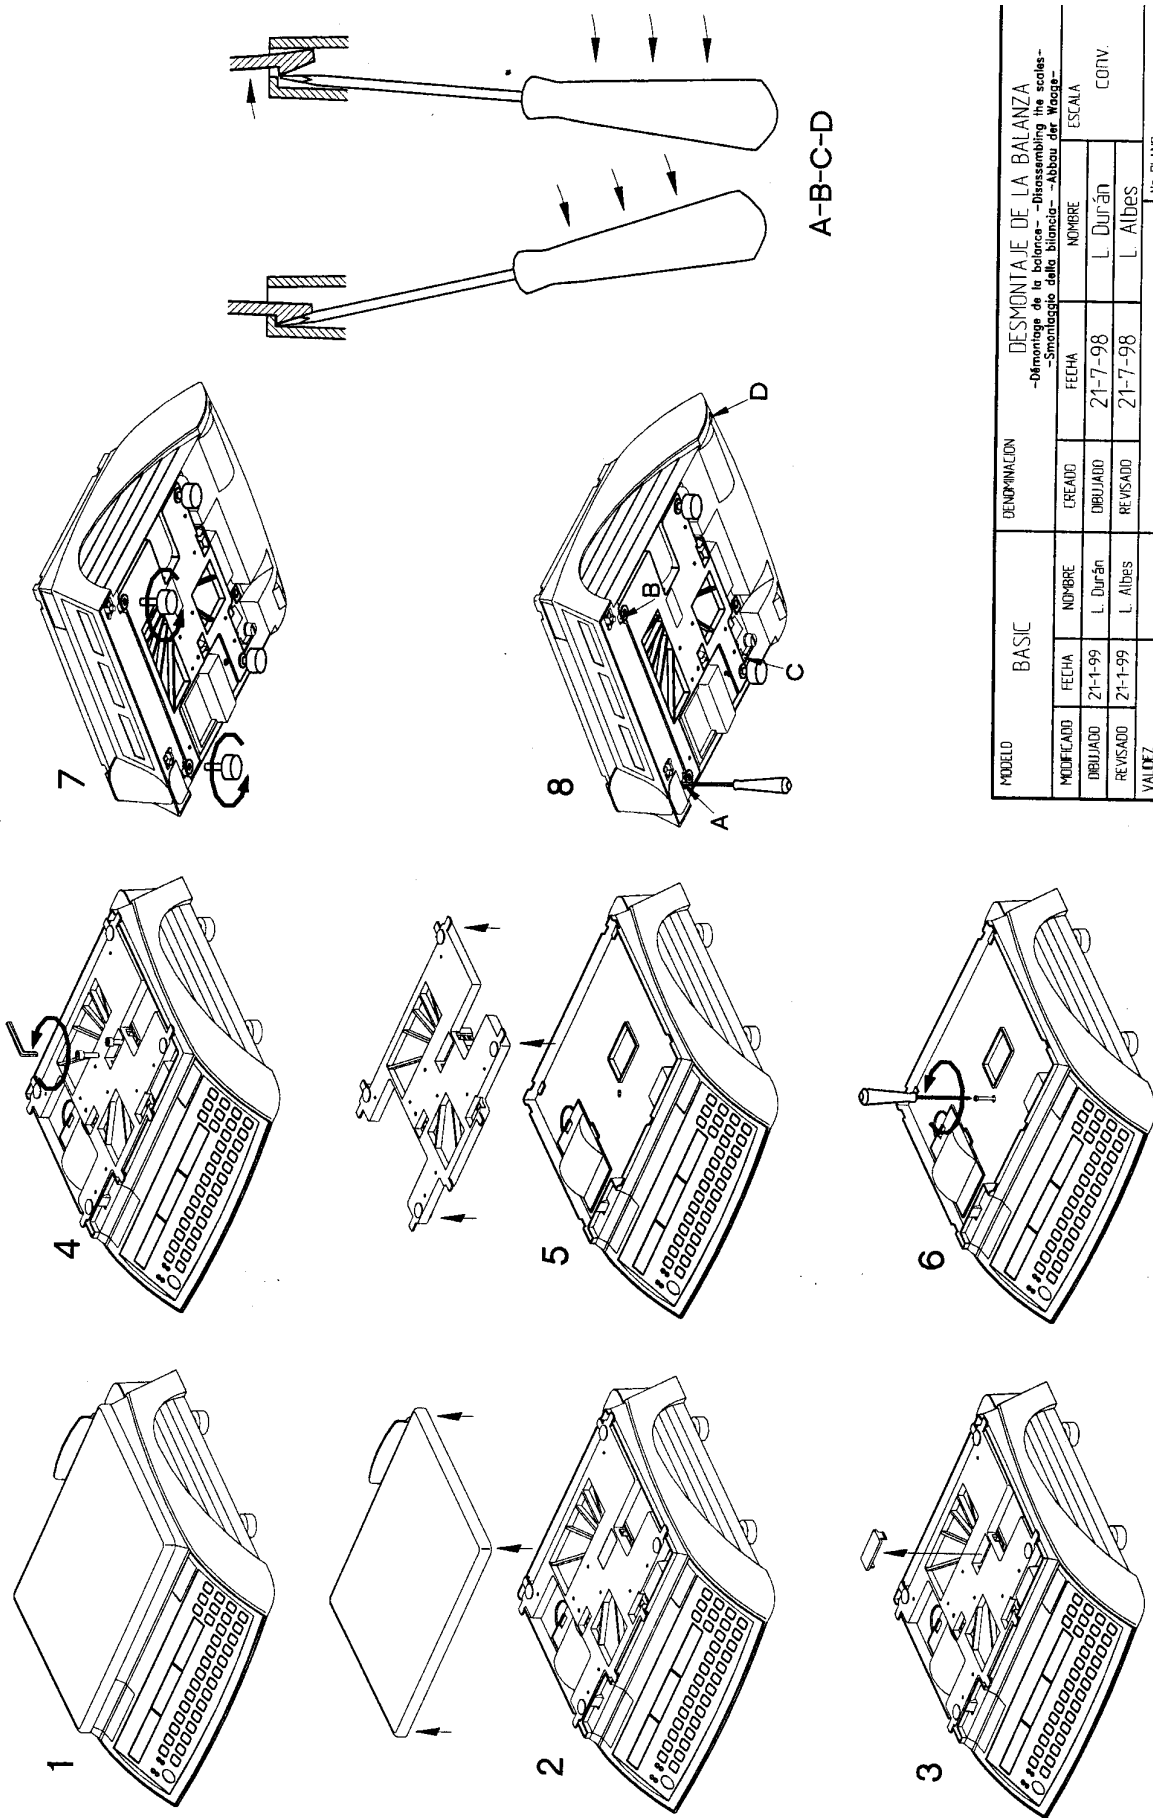 1
2
3
4
5
6
7
8
A
B
C
D
A-B-C-D
MODELO
BASIC
DENOMINACION
DESMONTAJE DE LA BALANZA
-Démontage de la balance- -Disassembling the scales-
-Smontaggio della bilancia- -Abbau der Waage-
MODIFICADO FECHA NOMBRE CREADO FECHA NOMBRE ESCALA
DIBUJADO 21-1-99 L. Durán DIBUJADO 21-7-98 L. Durán CONV.
REVISADO 21-1-99 L. Albes REVISADO 21-7-98 L. Albes
VALIDEZ